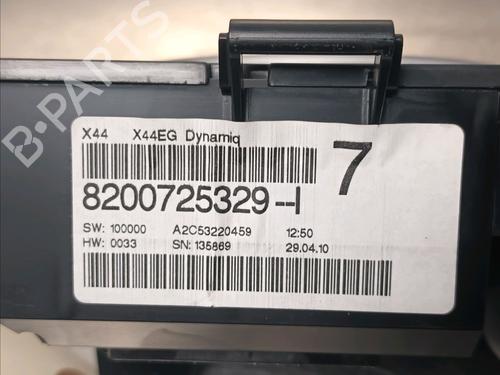 X44 X44EG Dynamiq
7
8200725329--I
SW: 100000 A2C53220459 12:50
HW: 0033 SN: 135869 29.04.10
B-PARTS